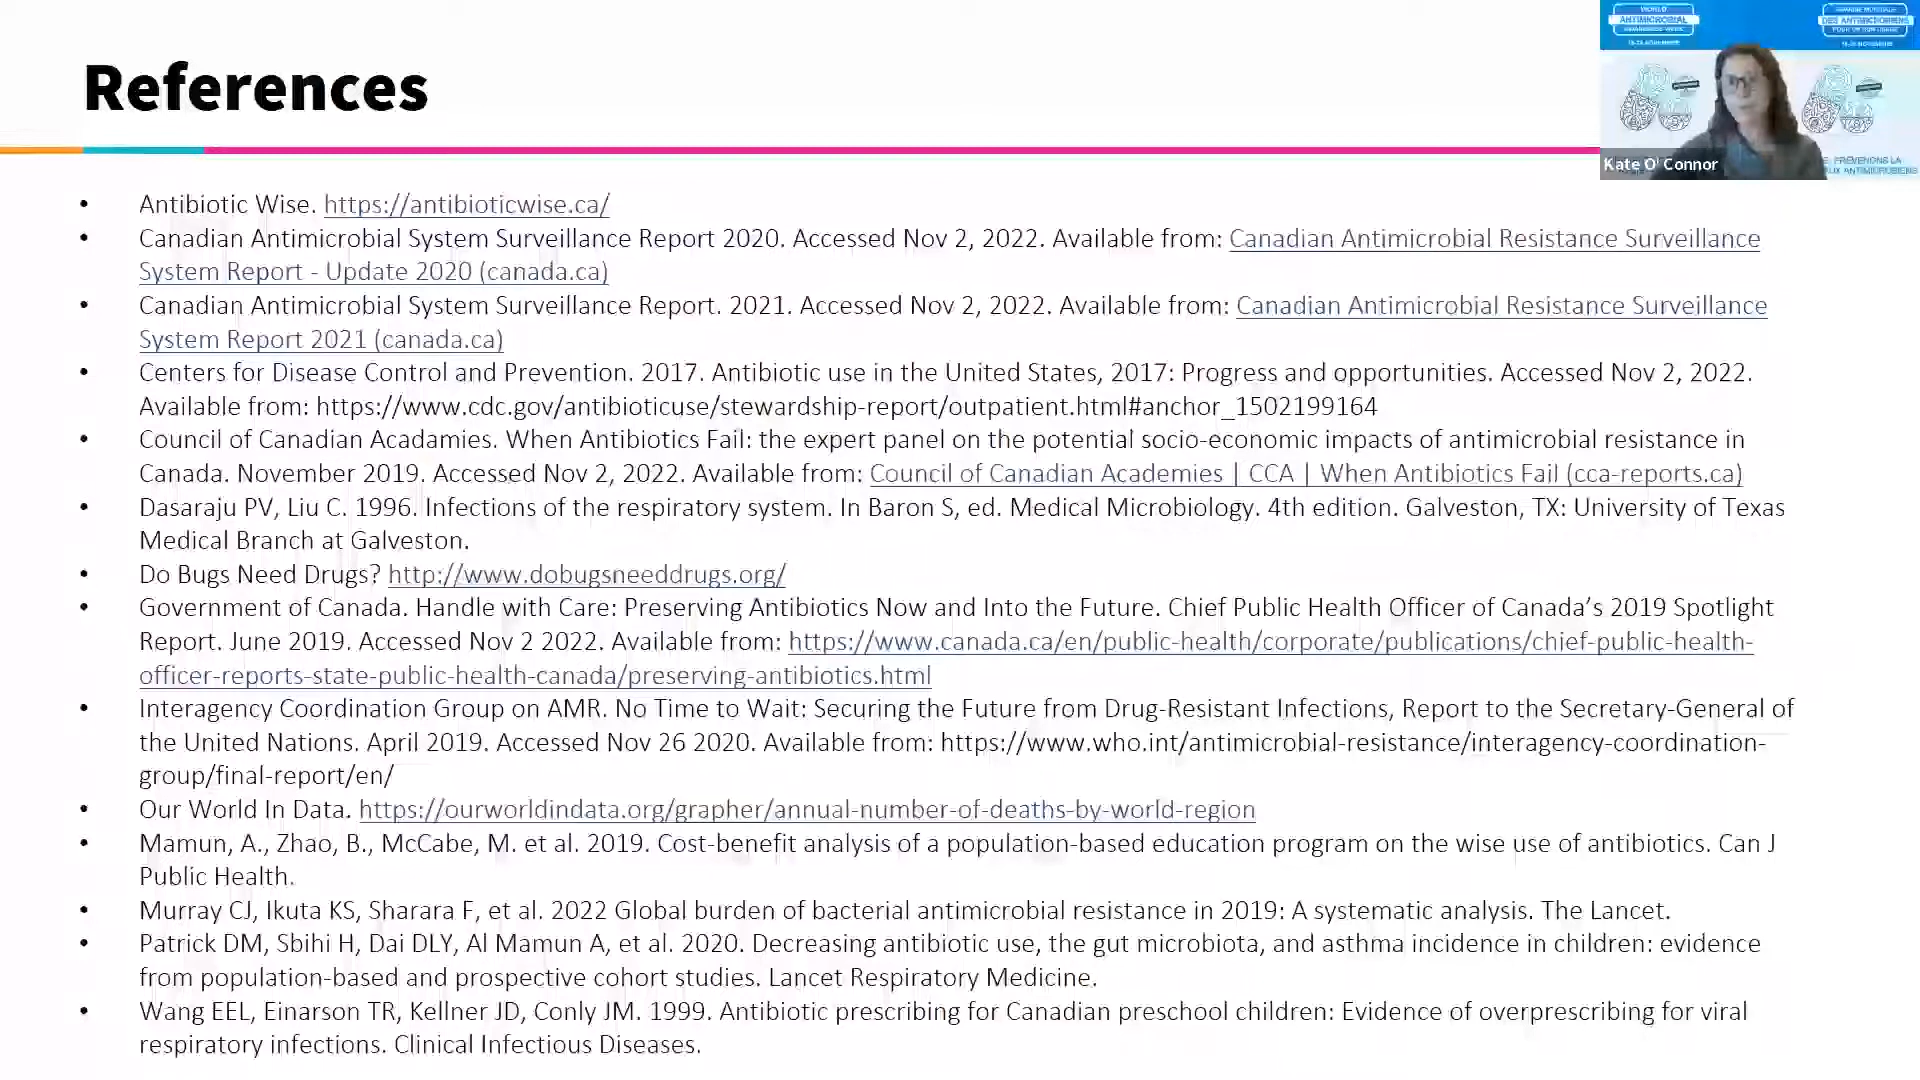 References
WORLD
ANTIMICROBIAL
AWARENESS WEEK
DES ANTIMICROBIENS
Kate O' Connor
• Antibiotic Wise. https://antibioticwise.ca/
• Canadian Antimicrobial System Surveillance Report 2020. Accessed Nov 2, 2022. Available from: Canadian Antimicrobial Resistance Surveillance
System Report - Update 2020 (canada.ca)
• Canadian Antimicrobial System Surveillance Report. 2021. Accessed Nov 2, 2022. Available from: Canadian Antimicrobial Resistance Surveillance
System Report 2021 (canada.ca)
• Centers for Disease Control and Prevention. 2017. Antibiotic use in the United States, 2017: Progress and opportunities. Accessed Nov 2, 2022.
Available from: https://www.cdc.gov/antibioticuse/stewardship-report/outpatient.html#anchor_1502199164
• Council of Canadian Acadamies. When Antibiotics Fail: the expert panel on the potential socio-economic impacts of antimicrobial resistance in
Canada. November 2019. Accessed Nov 2, 2022. Available from: Council of Canadian Academies | CCA | When Antibiotics Fail (cca-reports.ca)
• Dasaraju PV, Liu C. 1996. Infections of the respiratory system. In Baron S, ed. Medical Microbiology. 4th edition. Galveston, TX: University of Texas
Medical Branch at Galveston.
• Do Bugs Need Drugs? http://www.dobugsneeddrugs.org/
• Government of Canada. Handle with Care: Preserving Antibiotics Now and Into the Future. Chief Public Health Officer of Canada’s 2019 Spotlight
Report. June 2019. Accessed Nov 2 2022. Available from: https://www.canada.ca/en/public-health/corporate/publications/chief-public-health-
officer-reports-state-public-health-canada/preserving-antibiotics.html
• Interagency Coordination Group on AMR. No Time to Wait: Securing the Future from Drug-Resistant Infections, Report to the Secretary-General of
the United Nations. April 2019. Accessed Nov 26 2020. Available from: https://www.who.int/antimicrobial-resistance/interagency-coordination-
group/final-report/en/
• Our World In Data. https://ourworldindata.org/grapher/annual-number-of-deaths-by-world-region
• Mamun, A., Zhao, B., McCabe, M. et al. 2019. Cost-benefit analysis of a population-based education program on the wise use of antibiotics. Can J
Public Health.
• Murray CJ, Ikuta KS, Sharara F, et al. 2022 Global burden of bacterial antimicrobial resistance in 2019: A systematic analysis. The Lancet.
• Patrick DM, Sbihi H, Dai DLY, Al Mamun A, et al. 2020. Decreasing antibiotic use, the gut microbiota, and asthma incidence in children: evidence
from population-based and prospective cohort studies. Lancet Respiratory Medicine.
• Wang EEL, Einarson TR, Kellner JD, Conly JM. 1999. Antibiotic prescribing for Canadian preschool children: Evidence of overprescribing for viral
respiratory infections. Clinical Infectious Diseases.